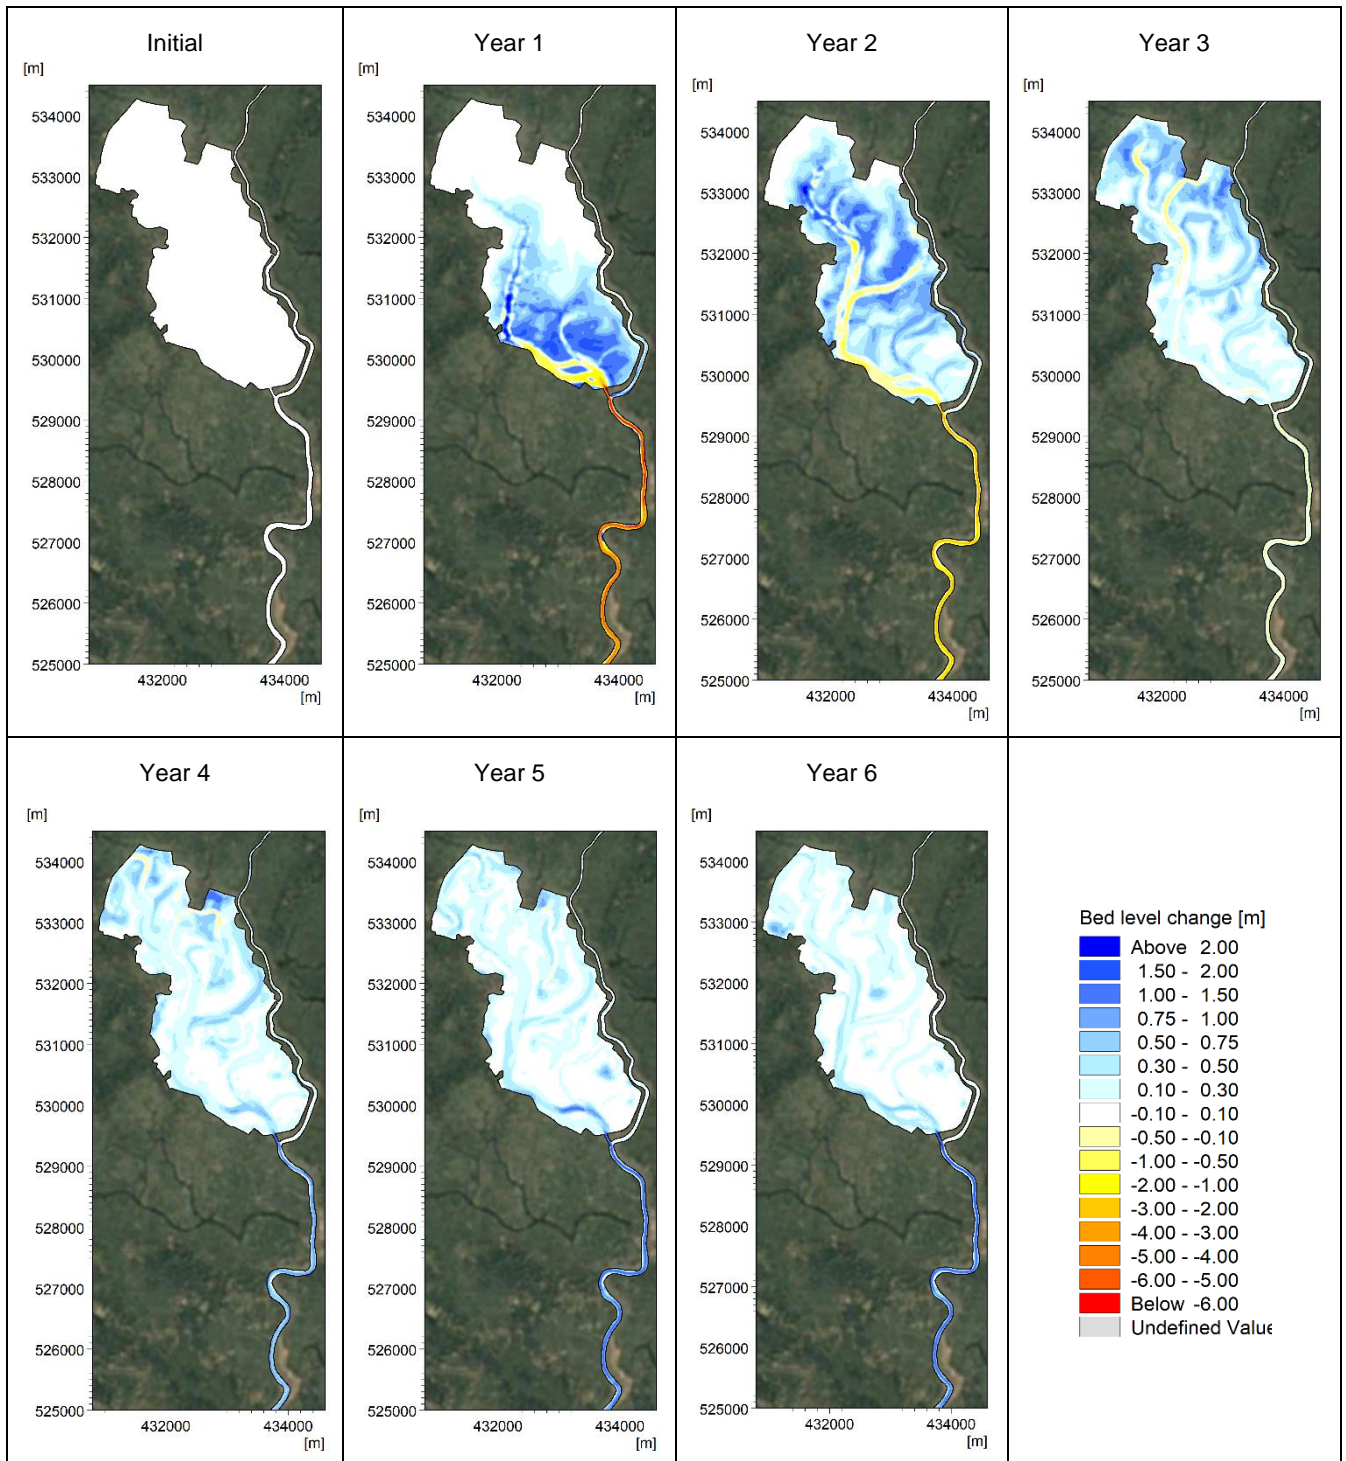 Initial
[m]
534000
533000
532000
531000
530000
529000
528000
527000
526000
525000
432000 434000
[m]
Year 1
[m]
534000
533000
532000
531000
530000
529000
528000
527000
526000
525000
432000 434000
[m]
Year 2
[m]
534000
533000
532000
531000
530000
529000
528000
527000
526000
525000
432000 434000
[m]
Year 3
[m]
534000
533000
532000
531000
530000
529000
528000
527000
526000
525000
432000 434000
[m]
Year 4
[m]
534000
533000
532000
531000
530000
529000
528000
527000
526000
525000
432000 434000
[m]
Year 5
[m]
534000
533000
532000
531000
530000
529000
528000
527000
526000
525000
432000 434000
[m]
Year 6
[m]
534000
533000
532000
531000
530000
529000
528000
527000
526000
525000
432000 434000
[m]
Bed level change [m]
Above 2.00
1.50 - 2.00
1.00 - 1.50
0.75 - 1.00
0.50 - 0.75
0.30 - 0.50
0.10 - 0.30
-0.10 - 0.10
-0.50 - -0.10
-1.00 - -0.50
-2.00 - -1.00
-3.00 - -2.00
-4.00 - -3.00
-5.00 - -4.00
-6.00 - -5.00
Below -6.00
Undefined Value